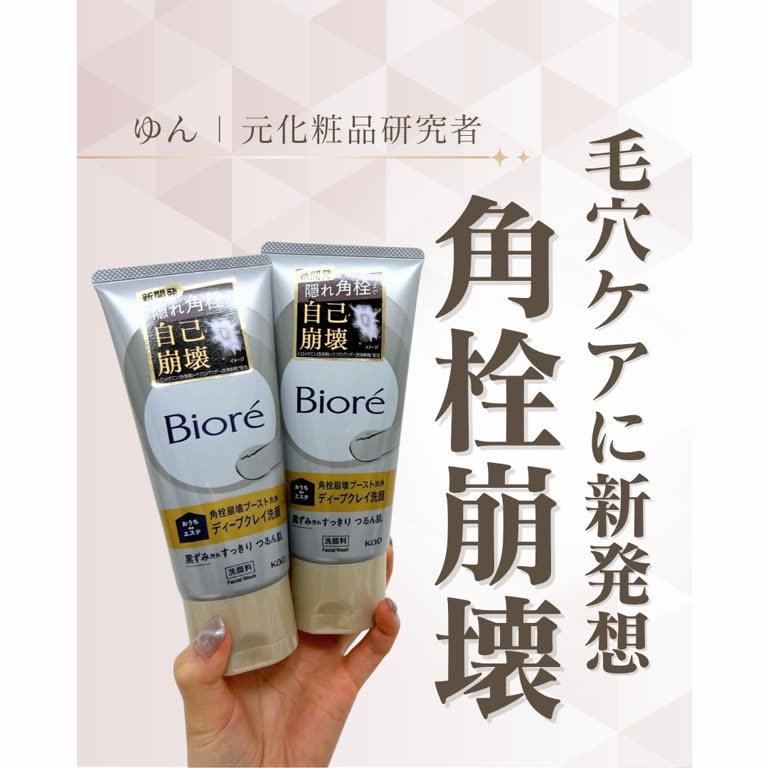 ゆん | 元化粧品研究者
毛穴ケアに新発想
角栓崩壊
新開発
隠れ角栓
自己
崩壊
イメージ
Bioré
おうち
de
エステ
角栓崩壊ブースト洗浄
ディープクレイ洗顔
黒ずみ汚れすっきり つるん肌
洗顔料
Facial Wash
Kao
隠れ角栓
自己
崩壊
イメージ
Bioré
おうち
de
エステ
角栓崩壊ブースト洗浄
ディープクレイ洗顔
黒ずみ汚れすっきり つるん肌
洗顔料
Facial Wash
Kao